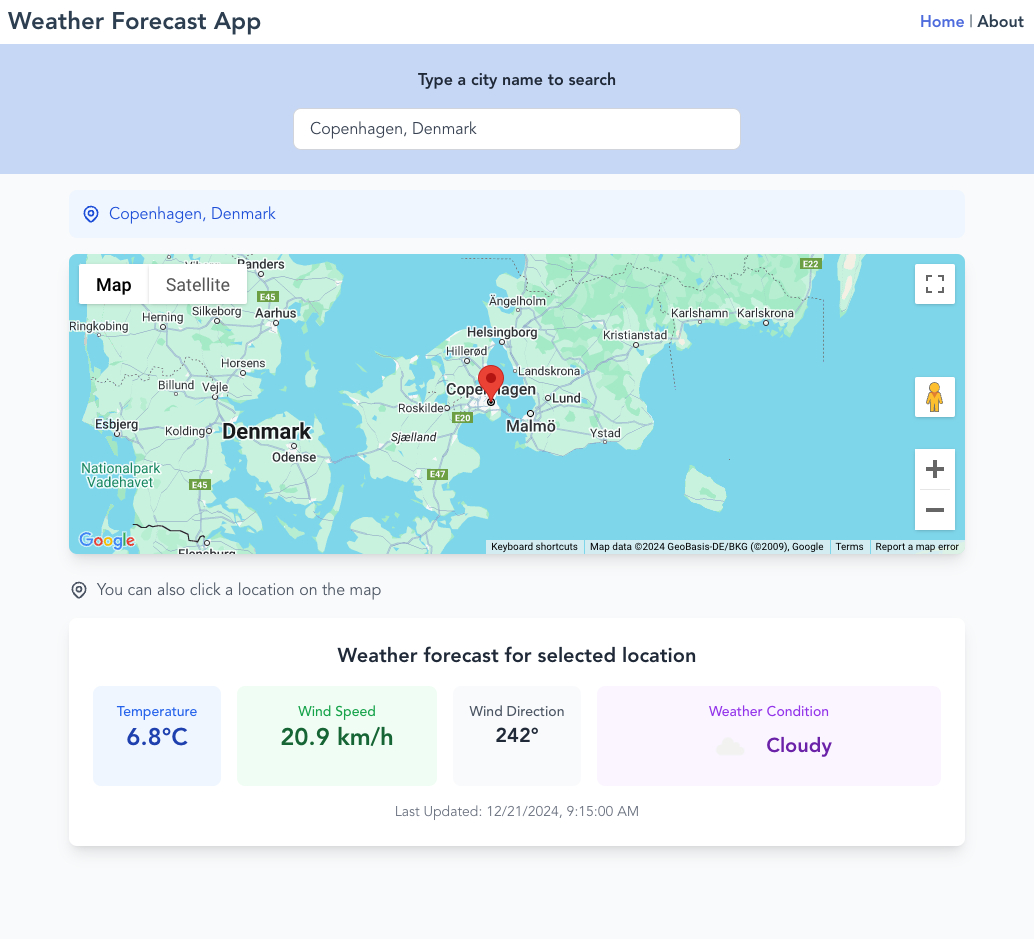 Weather Forecast App
Home | About
Type a city name to search
Copenhagen, Denmark
Copenhagen, Denmark
Map
Satellite
Randers
E22
E45
Ängelholm
Silkeborg
Herning
Aarhus
Karlshamn
Karlskrona
Ringkobing
Helsingborg
Kristianstad
Hillerød
Horsens
Landskrona
Billund
Vejle
Lund
Roskilde
E20
Esbjerg
Malmö
Kolding
Denmark
Sjælland
Ystad
Odense
Nationalpark
Vadehavet
E47
E45
Google
Flensburg
Keyboard shortcuts
Map data ©2024 GeoBasis-DE/BKG (©2009), Google
Terms
Report a map error
You can also click a location on the map
Weather forecast for selected location
Temperature
6.8°C
Wind Speed
20.9 km/h
Wind Direction
242°
Weather Condition
Cloudy
Last Updated: 12/21/2024, 9:15:00 AM